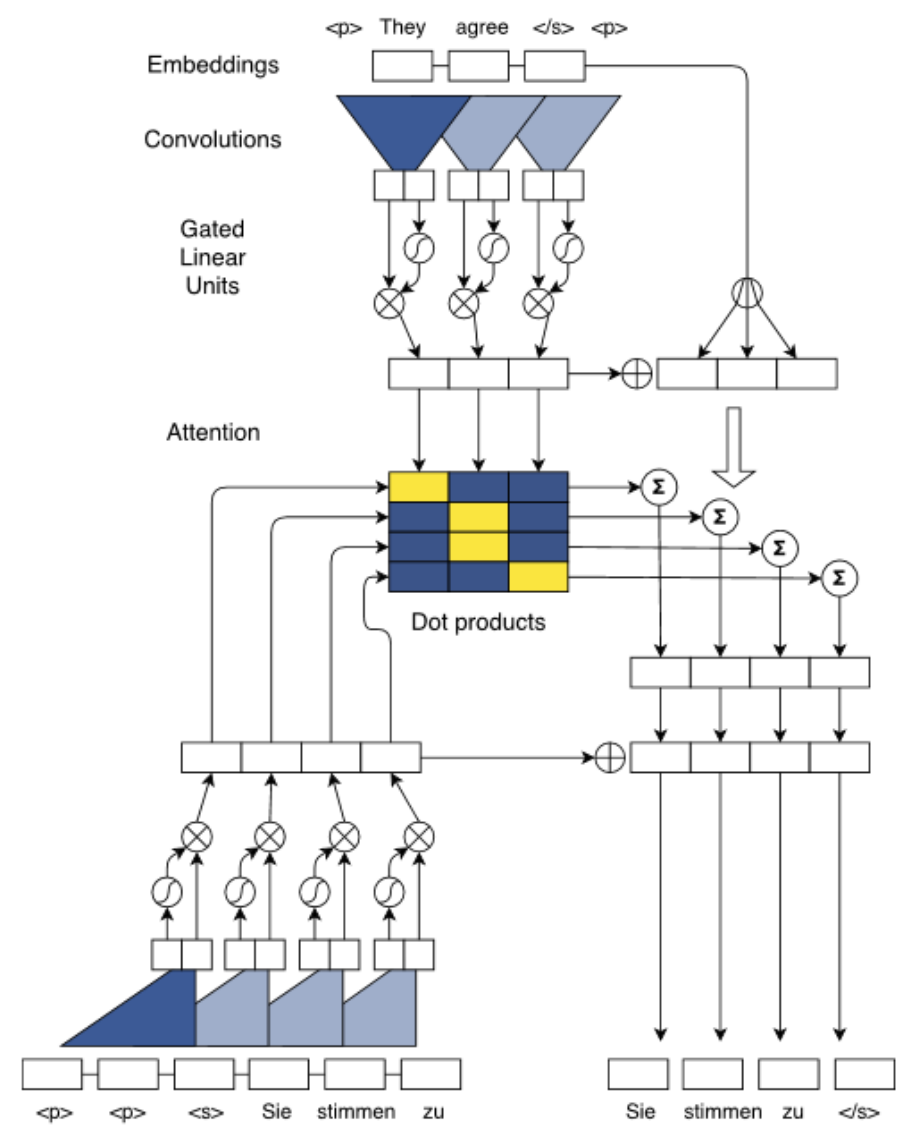 <p> They agree </s> <p>
Embeddings
Convolutions
Gated
Linear
Units
Attention
Σ
Σ
Σ
Σ
Dot products
<p> <p> <s> Sie stimmen zu
Sie stimmen zu </s>